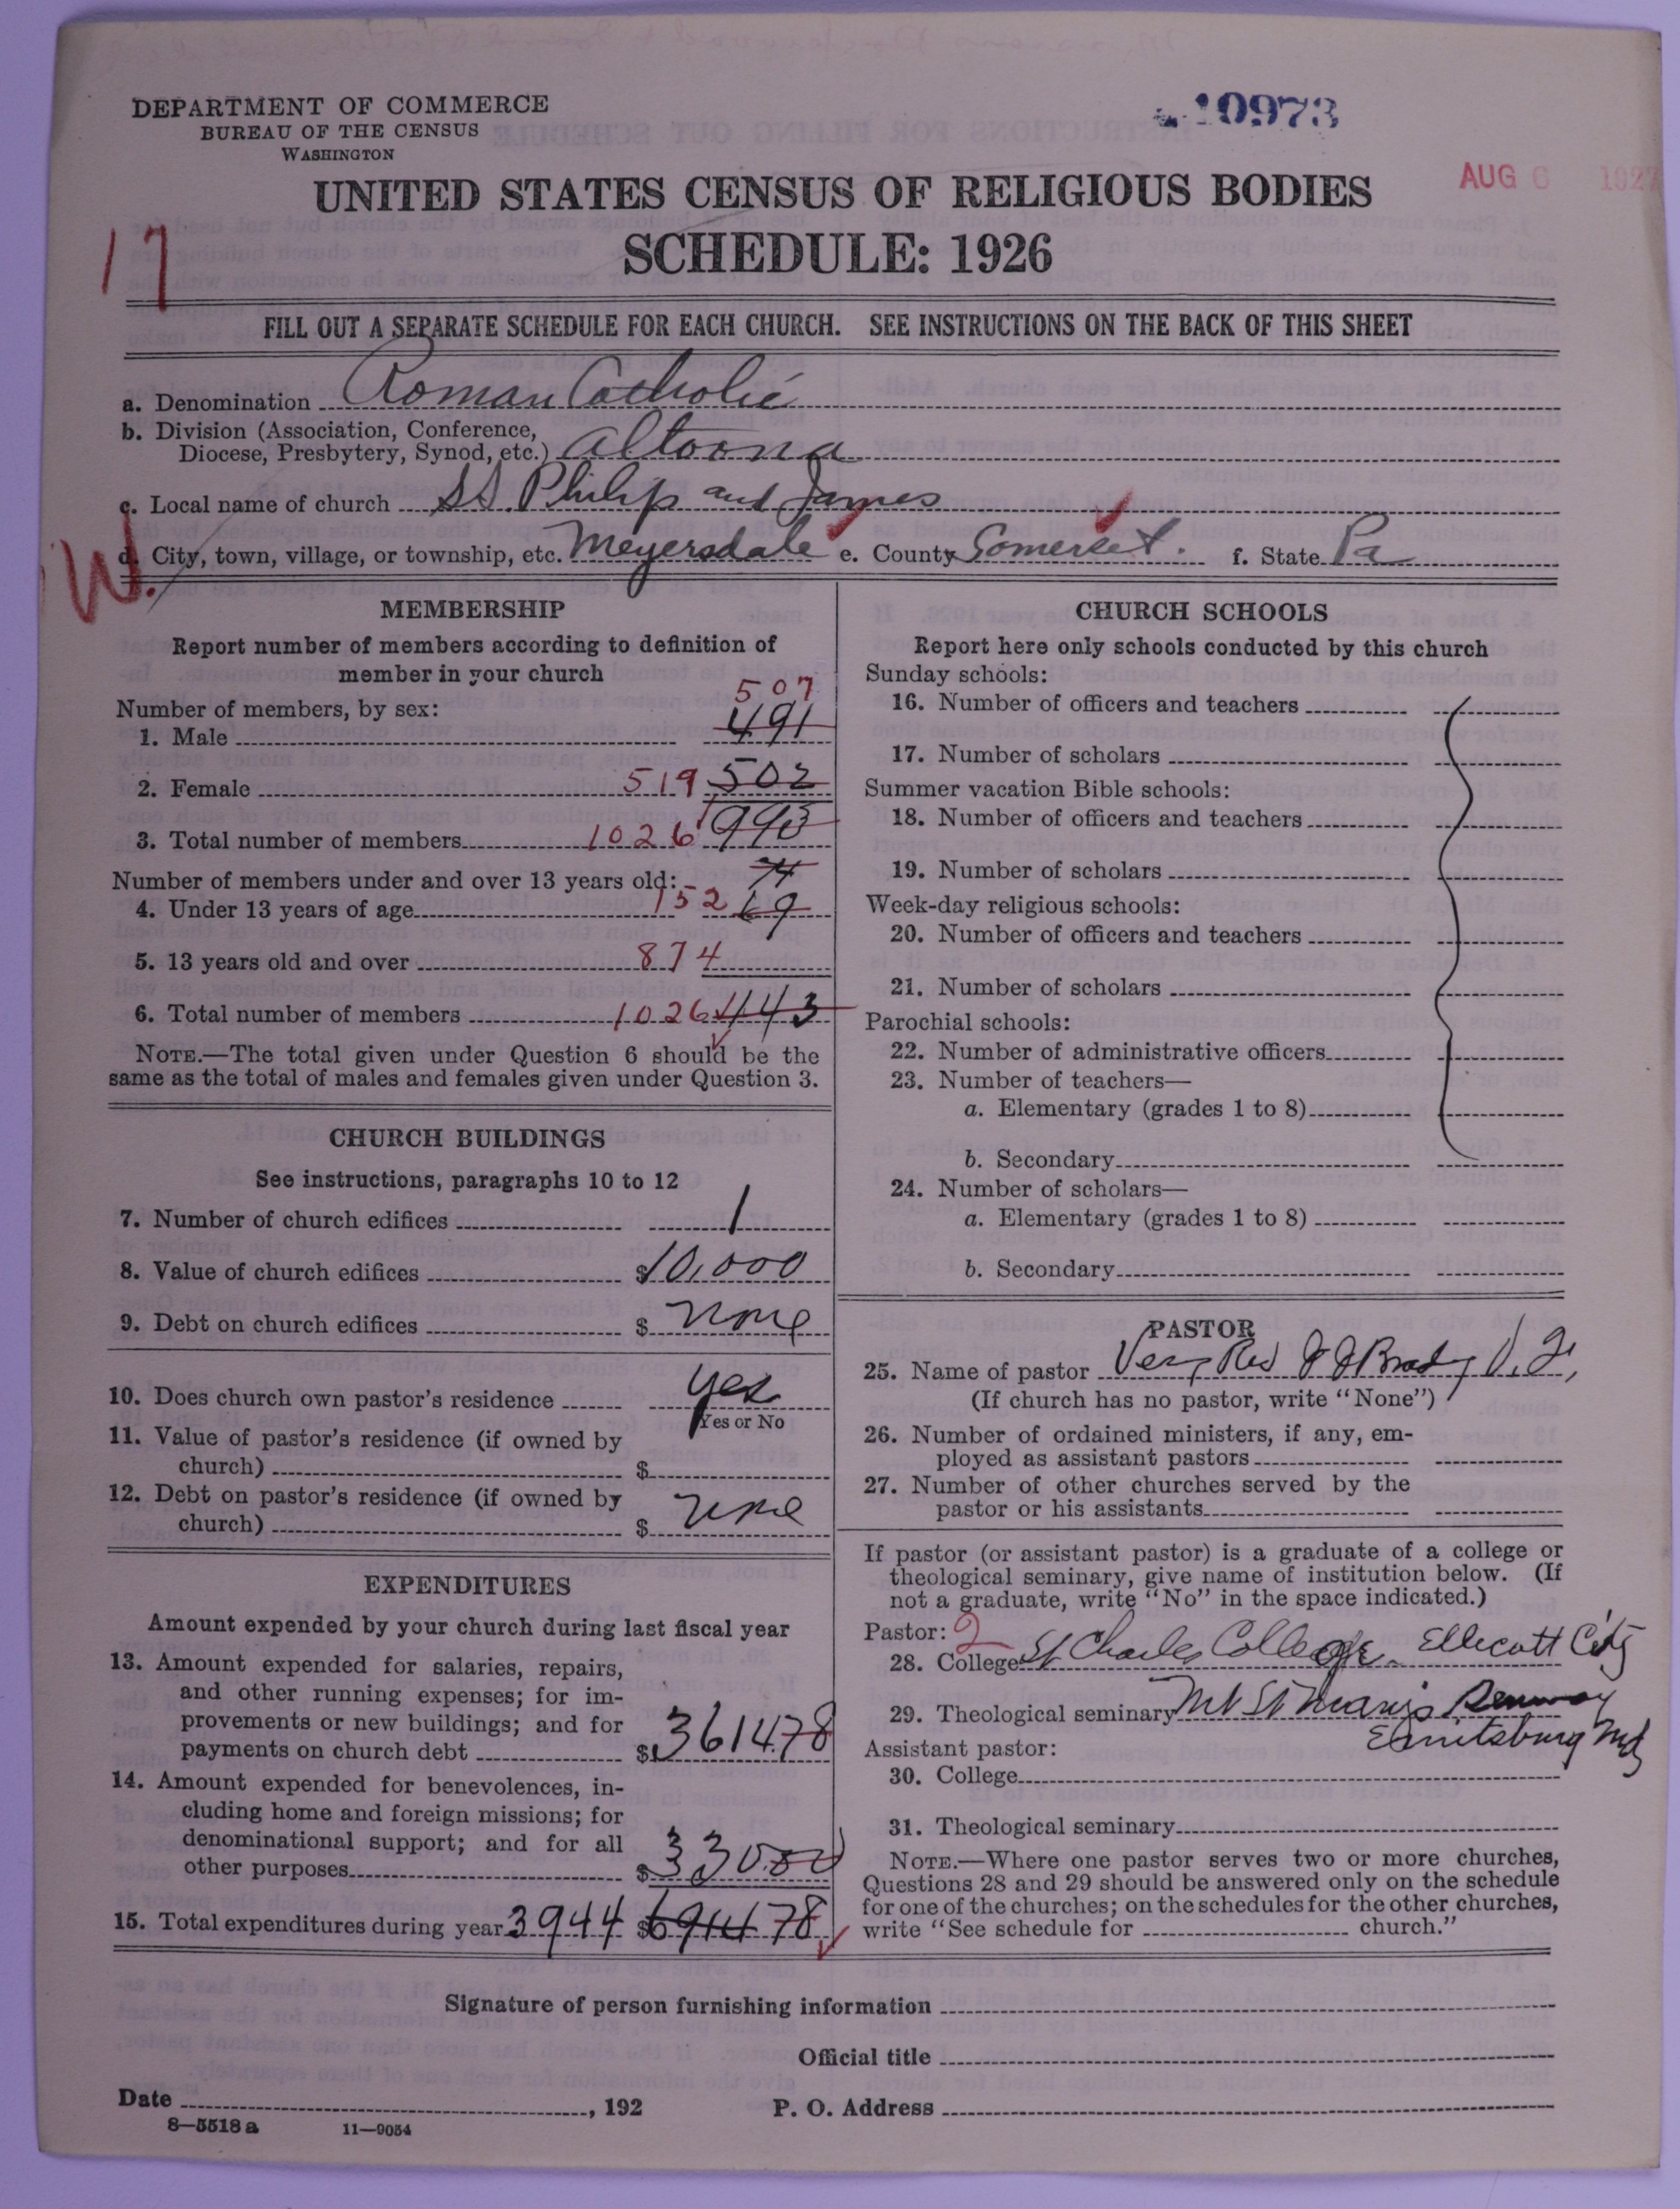 DEPARTMENT OF COMMERCE
BUREAU OF THE CENSUS
WASHINGTON
10973
AUG 6 1927
UNITED STATES CENSUS OF RELIGIOUS BODIES
SCHEDULE: 1926
17
FILL OUT A SEPARATE SCHEDULE FOR EACH CHURCH. SEE INSTRUCTIONS ON THE BACK OF THIS SHEET
a. Denomination Roman Catholic
b. Division (Association, Conference,
Diocese, Presbytery, Synod, etc.) Altoona
c. Local name of church SS. Philip and James
W.
d. City, town, village, or township, etc. Meyersdale e. County Somerset. f. State Pa
MEMBERSHIP
Report number of members according to definition of
member in your church
507
Number of members, by sex:
1. Male 491
2. Female 519 502
3. Total number of members 1026 993
Number of members under and over 13 years old: 74
4. Under 13 years of age 152 69
5. 13 years old and over 874
6. Total number of members 1026 443
NOTE.—The total given under Question 6 should be the
same as the total of males and females given under Question 3.
CHURCH BUILDINGS
See instructions, paragraphs 10 to 12
7. Number of church edifices 1
8. Value of church edifices $10,000
9. Debt on church edifices $ none
10. Does church own pastor's residence yes
Yes or No
11. Value of pastor's residence (if owned by
church) $
12. Debt on pastor's residence (if owned by
church) $ none
EXPENDITURES
Amount expended by your church during last fiscal year
13. Amount expended for salaries, repairs,
and other running expenses; for im-
provements or new buildings; and for
payments on church debt $3614.78
14. Amount expended for benevolences, in-
cluding home and foreign missions; for
denominational support; and for all
other purposes $330.00
15. Total expenditures during year 3944 $6914 78
CHURCH SCHOOLS
Report here only schools conducted by this church
Sunday schools:
16. Number of officers and teachers
17. Number of scholars
Summer vacation Bible schools:
18. Number of officers and teachers
19. Number of scholars
Week-day religious schools:
20. Number of officers and teachers
21. Number of scholars
Parochial schools:
22. Number of administrative officers
23. Number of teachers—
a. Elementary (grades 1 to 8)
b. Secondary
24. Number of scholars—
a. Elementary (grades 1 to 8)
b. Secondary
PASTOR
25. Name of pastor Very Rev J J Brady V. F.,
(If church has no pastor, write "None")
26. Number of ordained ministers, if any, em-
ployed as assistant pastors
27. Number of other churches served by the
pastor or his assistants
If pastor (or assistant pastor) is a graduate of a college or
theological seminary, give name of institution below. (If
not a graduate, write "No" in the space indicated.)
Pastor: 2
28. College St Charles College. Ellicott City
29. Theological seminary Mt St Mary's Seminary
Emmitsburg Md
Assistant pastor:
30. College
31. Theological seminary
NOTE.—Where one pastor serves two or more churches,
Questions 28 and 29 should be answered only on the schedule
for one of the churches; on the schedules for the other churches,
write "See schedule for church."
Signature of person furnishing information
Official title
Date , 192
P. O. Address
8—5518 a 11—9054